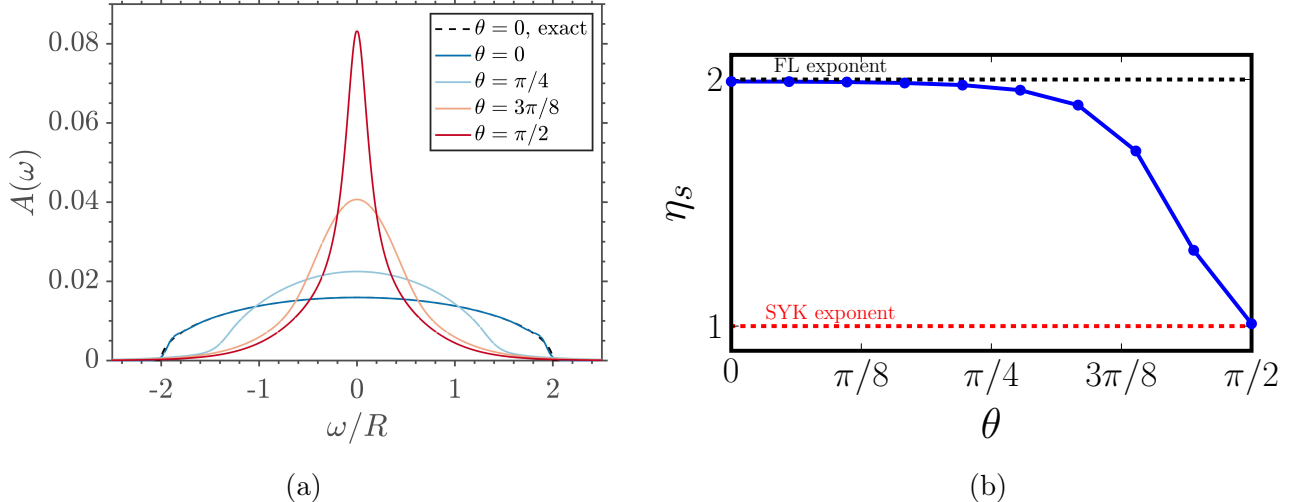 0.08
0.06
0.04
0.02
0
A(ω)
θ = 0, exact
θ = 0
θ = π/4
θ = 3π/8
θ = π/2
-2 -1 0 1 2
ω/R
(a)
2
1
η_s
FL exponent
SYK exponent
0 π/8 π/4 3π/8 π/2
θ
(b)